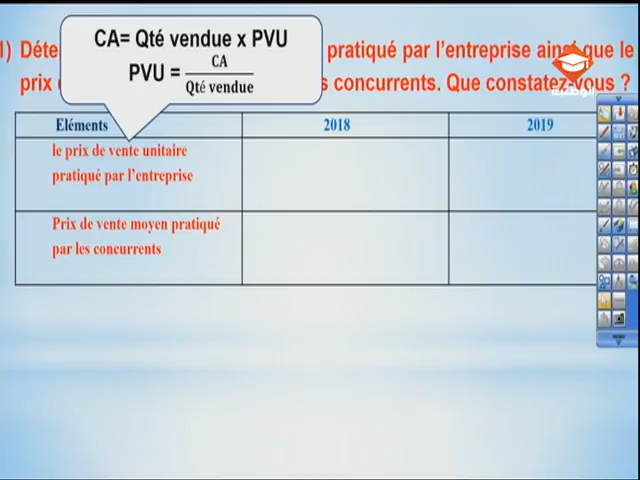 CA= Qté vendue x PVU
PVU = CA
Qté vendue
1) Déte pratiqué par l'entreprise ainsi que le
prix s concurrents. Que constatez-vous ?
الوطنية
Eléments 2018 2019
le prix de vente unitaire
pratiqué par l'entreprise
Prix de vente moyen pratiqué
par les concurrents